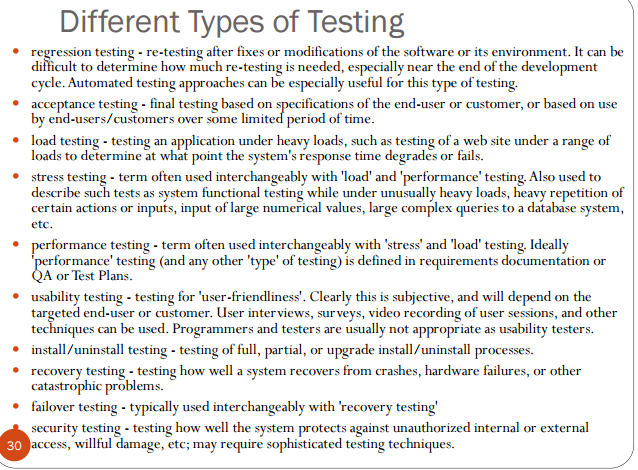 Different Types of Testing
• regression testing - re-testing after fixes or modifications of the software or its environment. It can be
difficult to determine how much re-testing is needed, especially near the end of the development
cycle. Automated testing approaches can be especially useful for this type of testing.
• acceptance testing - final testing based on specifications of the end-user or customer, or based on use
by end-users/customers over some limited period of time.
• load testing - testing an application under heavy loads, such as testing of a web site under a range of
loads to determine at what point the system's response time degrades or fails.
• stress testing - term often used interchangeably with 'load' and 'performance' testing. Also used to
describe such tests as system functional testing while under unusually heavy loads, heavy repetition of
certain actions or inputs, input of large numerical values, large complex queries to a database system,
etc.
• performance testing - term often used interchangeably with 'stress' and 'load' testing. Ideally
'performance' testing (and any other 'type' of testing) is defined in requirements documentation or
QA or Test Plans.
• usability testing - testing for 'user-friendliness'. Clearly this is subjective, and will depend on the
targeted end-user or customer. User interviews, surveys, video recording of user sessions, and other
techniques can be used. Programmers and testers are usually not appropriate as usability testers.
• install/uninstall testing - testing of full, partial, or upgrade install/uninstall processes.
• recovery testing - testing how well a system recovers from crashes, hardware failures, or other
catastrophic problems.
• failover testing - typically used interchangeably with 'recovery testing'
• security testing - testing how well the system protects against unauthorized internal or external
access, willful damage, etc; may require sophisticated testing techniques.
30